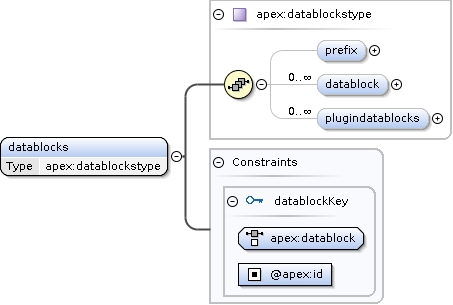 apex:datablockstype
prefix
0..∞
datablock
0..∞
plugindatablocks
datablocks
Type apex:datablockstype
Constraints
datablockKey
apex:datablock
@apex:id